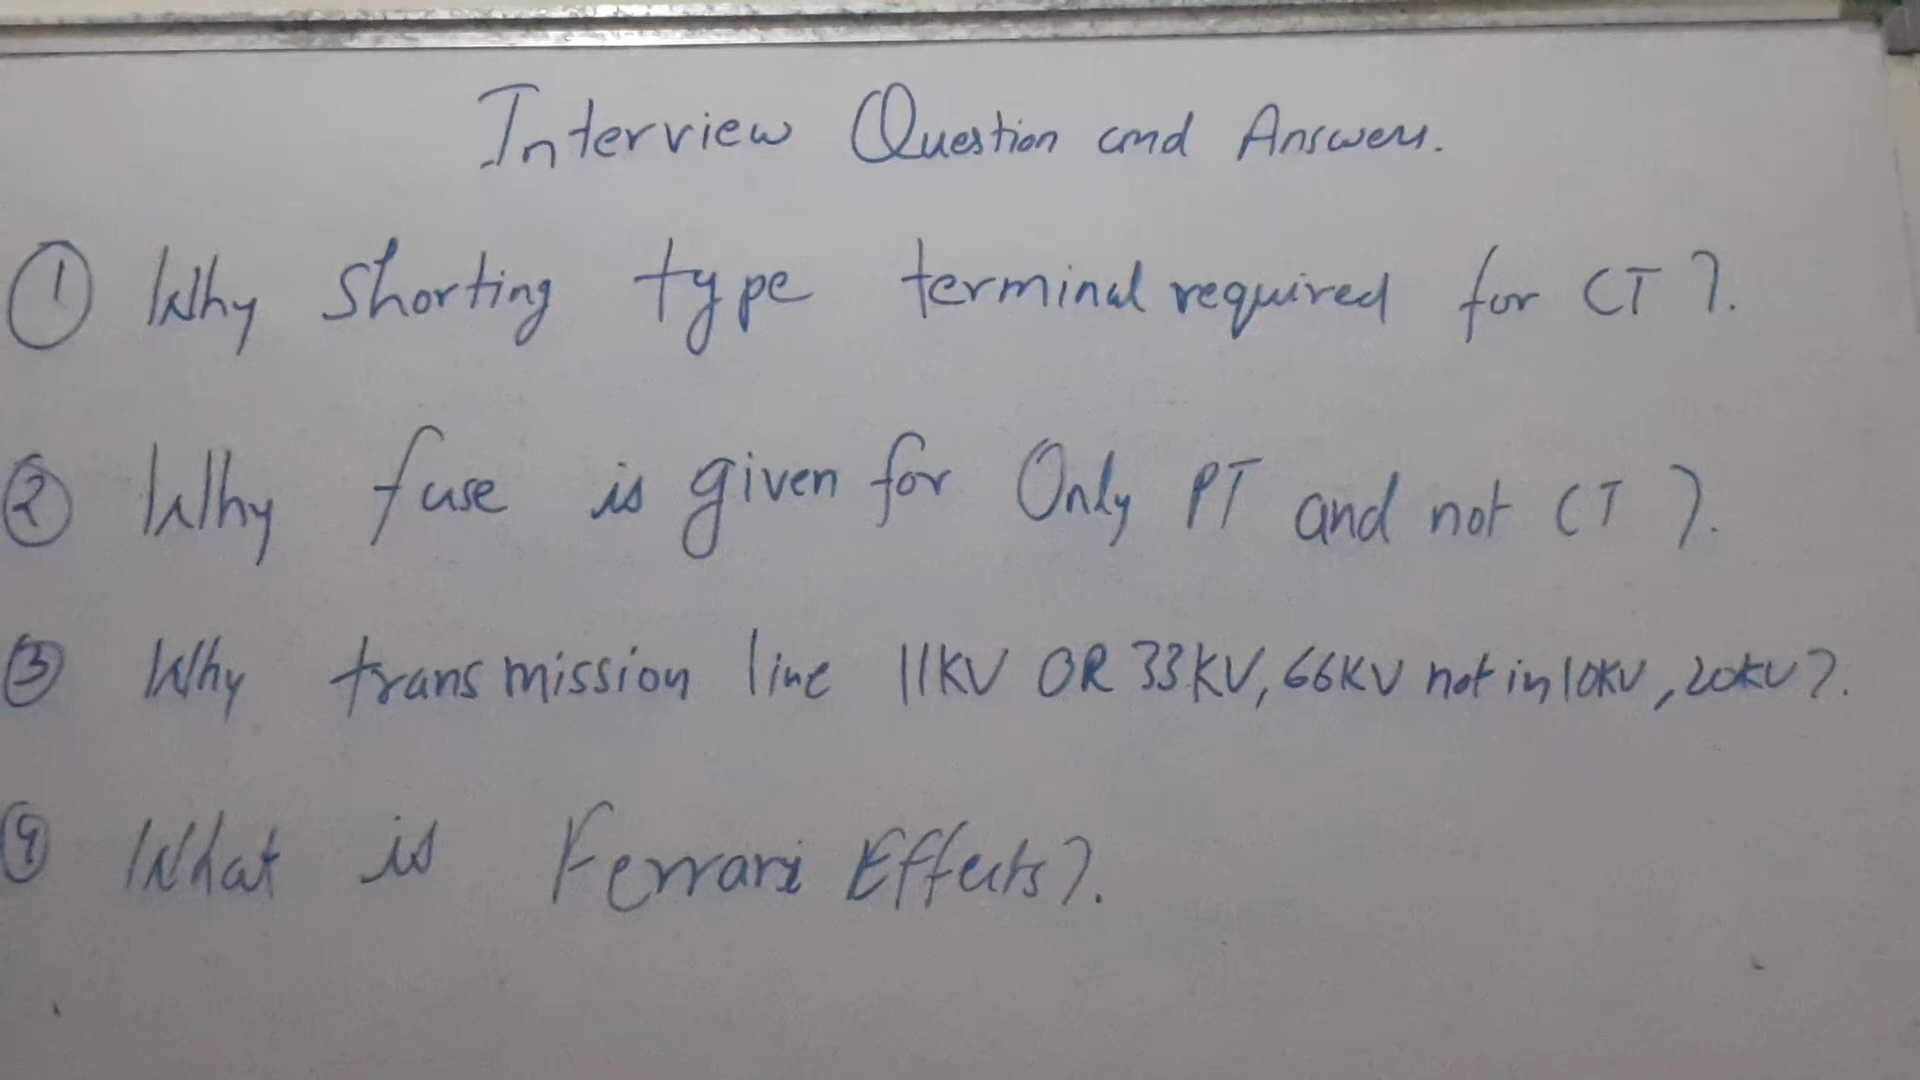 Interview Question and Answers.
① Why Shorting type terminal required for CT?.
② Why fuse is given for Only PT and not CT?.
③ Why transmission line 11KV OR 33KV, 66KV not in 10KV, 20KV?.
④ What is Ferrari Effects?.